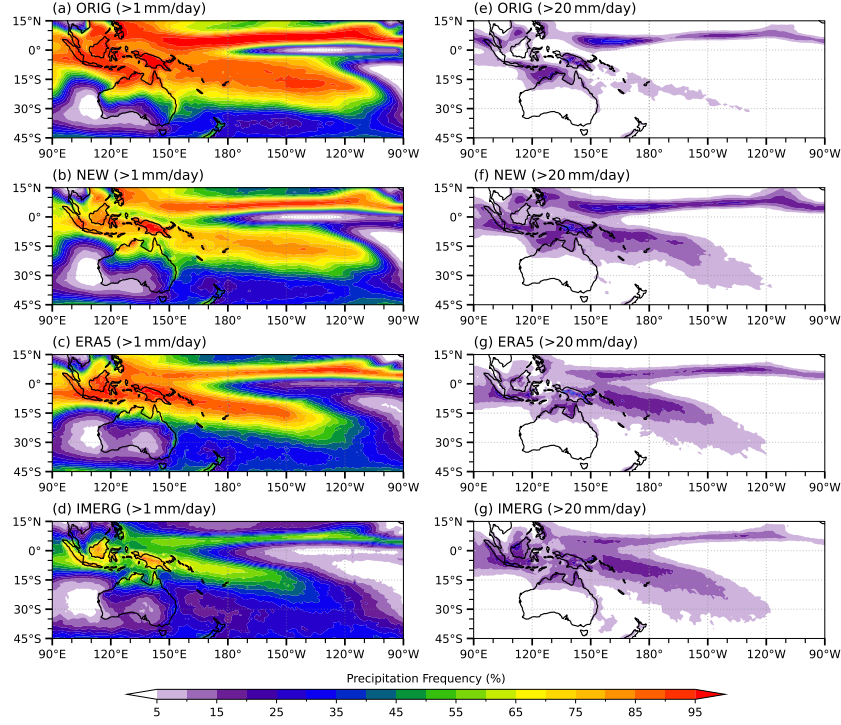 (a) ORIG (>1 mm/day)
(e) ORIG (>20 mm/day)
15°N
0°
15°S
30°S
45°S
90°E 120°E 150°E 180° 150°W 120°W 90°W
15°N
0°
15°S
30°S
45°S
90°E 120°E 150°E 180° 150°W 120°W 90°W
(b) NEW (>1 mm/day)
(f) NEW (>20 mm/day)
15°N
0°
15°S
30°S
45°S
90°E 120°E 150°E 180° 150°W 120°W 90°W
15°N
0°
15°S
30°S
45°S
90°E 120°E 150°E 180° 150°W 120°W 90°W
(c) ERA5 (>1 mm/day)
(g) ERA5 (>20 mm/day)
15°N
0°
15°S
30°S
45°S
90°E 120°E 150°E 180° 150°W 120°W 90°W
15°N
0°
15°S
30°S
45°S
90°E 120°E 150°E 180° 150°W 120°W 90°W
(d) IMERG (>1 mm/day)
(g) IMERG (>20 mm/day)
15°N
0°
15°S
30°S
45°S
90°E 120°E 150°E 180° 150°W 120°W 90°W
15°N
0°
15°S
30°S
45°S
90°E 120°E 150°E 180° 150°W 120°W 90°W
Precipitation Frequency (%)
5 15 25 35 45 55 65 75 85 95